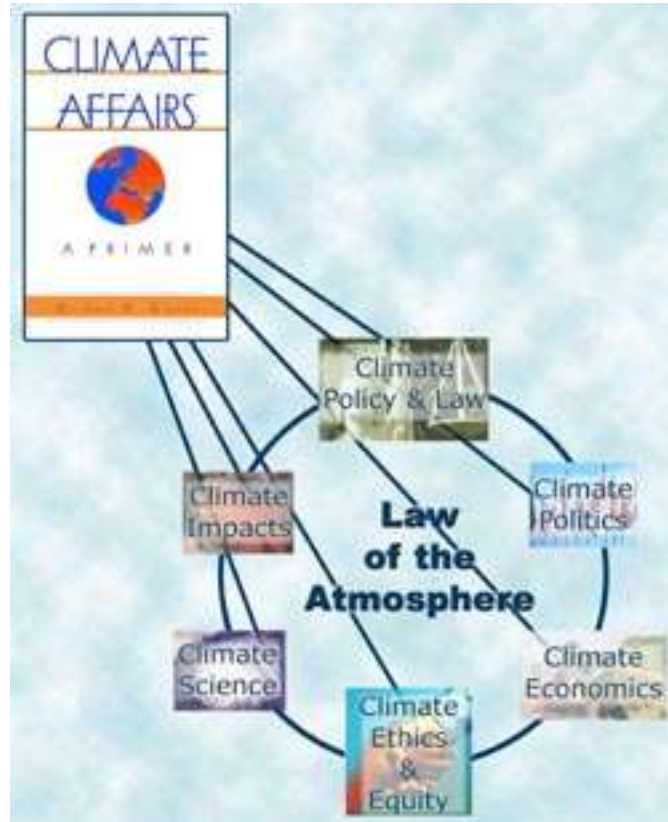 CLIMATE
AFFAIRS
A PRIMER
Climate
Policy & Law
Climate
Politics
Climate
Impacts
Law
of the
Atmosphere
Climate
Science
Climate
Economics
Climate
Ethics
&
Equity